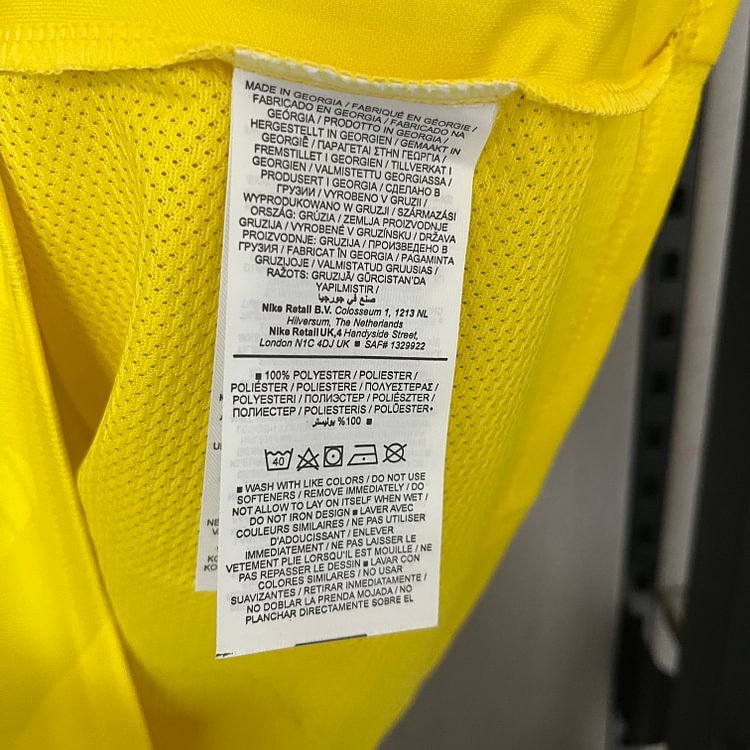 MADE IN GEORGIA / FABRIQUÉ EN GÉORGIE /
FABRICADO EN GEORGIA / FABRICADO NA
GEÓRGIA / PRODOTTO IN GEORGIA /
HERGESTELLT IN GEORGIEN / GEMAAKT IN
GEORGIË / ΠΑΡΑΓΕΤΑΙ ΣΤΗΝ ΓΕΩΡΓΙΑ /
FREMSTILLET I GEORGIEN / TILLVERKAT I
GEORGIEN / VALMISTETTU GEORGIASSA /
PRODUSERT I GEORGIA / СДЕЛАНО В
ГРУЗИИ / VYROBENO V GRUZII /
WYPRODUKOWANO W GRUZJI / SZÁRMAZÁSI
ORSZÁG: GRÚZIA / ZEMLJA PROIZVODNJE
GRUZIJA / VYROBENÉ V GRUZÍNSKU / DRŽAVA
PROIZVODNJE: GRUZIJA / ПРОИЗВЕДЕНО В
ГРУЗИЯ / FABRICAT ÎN GEORGIA / PAGAMINTA
GRUZIJOJE / VALMISTATUD GRUUSIAS /
RAŽOTS: GRUZIJĀ/ GÜRCISTAN'DA
YAPILMIŞTIR /
صنع في جورجيا
Nike Retail B.V. Colosseum 1, 1213 NL
Hilversum, The Netherlands
Nike Retail UK,4 Handyside Street,
London N1C 4DJ UK ■ SAF# 1329922
■ 100% POLYESTER / POLIESTER /
POLIÉSTER / POLIESTERE / ΠΟΛΥΕΣΤΕΡΑΣ /
POLYESTERI / ПОЛИЭСТЕР / POLIÉSZTER /
ПОЛИЕСТЕР / POLIESTERIS / POLÜESTER•
100% بوليستر ■
40
■ WASH WITH LIKE COLORS / DO NOT USE
SOFTENERS / REMOVE IMMEDIATELY / DO
NOT ALLOW TO LAY ON ITSELF WHEN WET /
DO NOT IRON DESIGN ■ LAVER AVEC
COULEURS SIMILAIRES / NE PAS UTILISER
D'ADOUCISSANT / ENLEVER
IMMEDIATEMENT / NE PAS LAISSER LE
VETEMENT PLIE LORSQU'IL EST MOUILLE / NE
PAS REPASSER LE DESSIN ■ LAVAR CON
COLORES SIMILARES / NO USAR
SUAVIZANTES / RETIRAR INMEDIATAMENTE /
NO DOBLAR LA PRENDA MOJADA / NO
PLANCHAR DIRECTAMENTE SOBRE EL